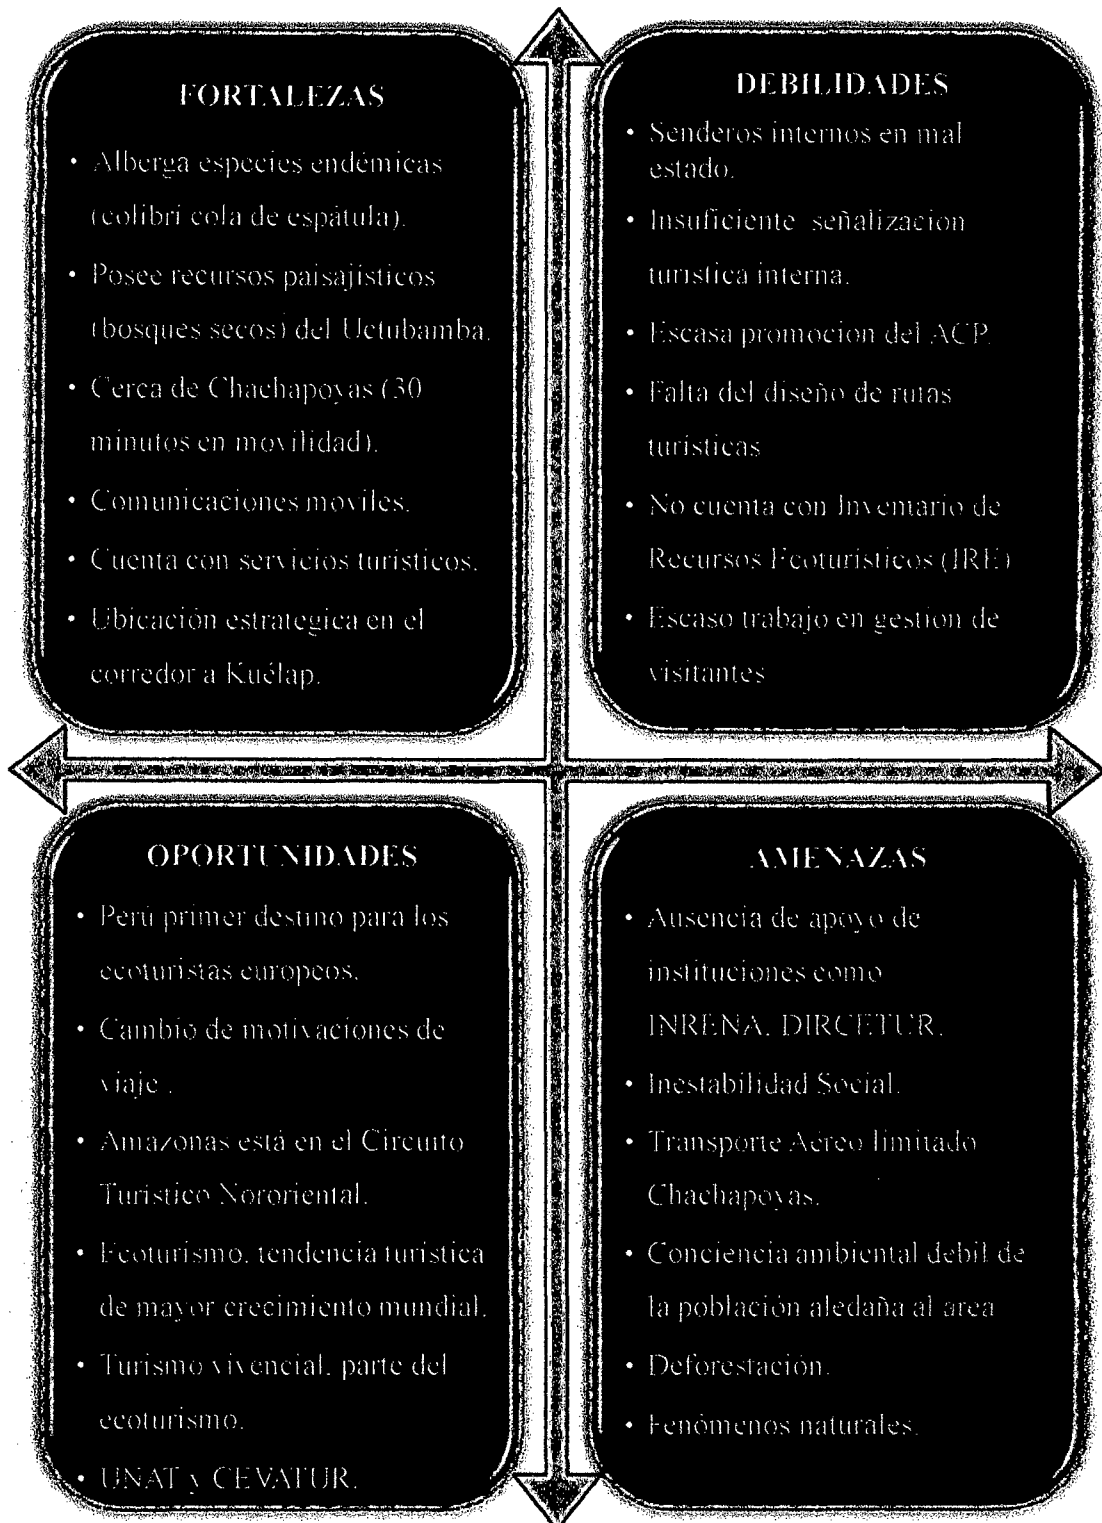 FORTALEZAS
• Alberga especies endémicas
(colibrí cola de espátula).
• Posee recursos paisajísticos
(bosques secos) del Uctubamba.
• Cerca de Chachapoyas (30
minutos en movilidad).
• Comunicaciones moviles.
• Cuenta con servicios turísticos.
• Ubicación estrategica en el
corredor a Kuélap.
DEBILIDADES
• Senderos internos en mal
estado.
• Insuficiente señalizacion
turística interna.
• Escasa promocion del ACP.
• Falta del diseño de rutas
turísticas
• No cuenta con Inventario de
Recursos Ecoturísticos (IRE)
• Escaso trabajo en gestion de
visitantes
OPORTUNIDADES
• Perú primer destino para los
ecoturistas europeos.
• Cambio de motivaciones de
viaje .
• Amazonas está en el Circuito
Turístico Nororiental.
• Ecoturismo, tendencia turística
de mayor crecimiento mundial.
• Turismo vivencial, parte del
ecoturismo.
• UNAT y CEVATUR.
AMENAZAS
• Ausencia de apoyo de
instituciones como
INRENA, DIRCETUR.
• Inestabilidad Social.
• Transporte Aéreo limitado
Chachapoyas.
• Conciencia ambiental debil de
la población aledaña al area
• Deforestación.
• Fenómenos naturales.